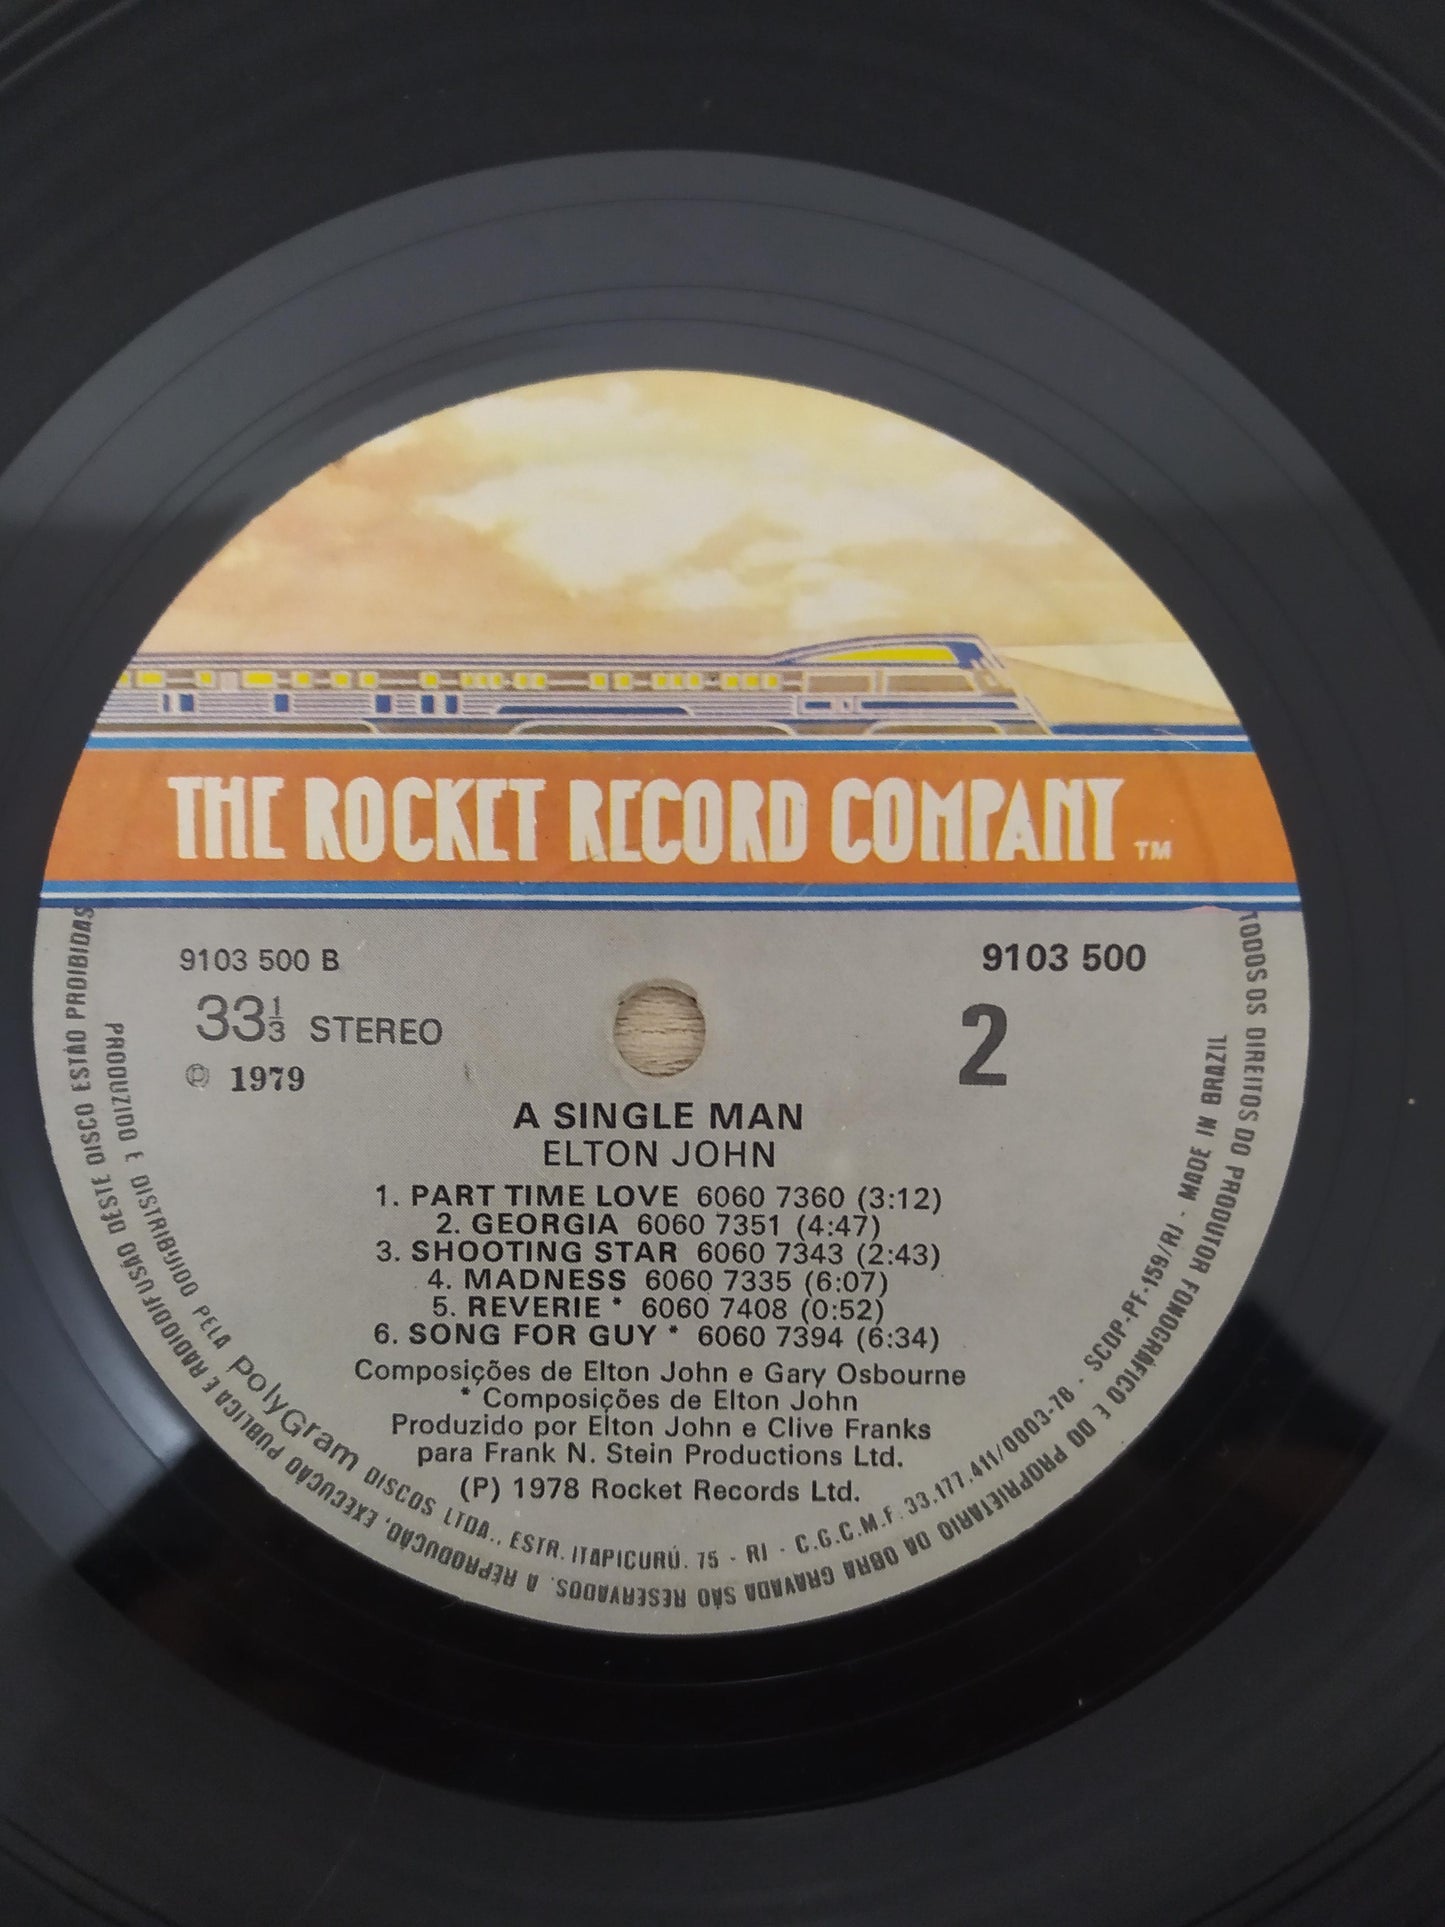 THE ROCKET RECORD COMPANY TM
9103 500 B
9103 500
33 1/3 STEREO
2
℗ 1979
A SINGLE MAN
ELTON JOHN
1. PART TIME LOVE 6060 7360 (3:12)
2. GEORGIA 6060 7351 (4:47)
3. SHOOTING STAR 6060 7343 (2:43)
4. MADNESS 6060 7335 (6:07)
5. REVERIE * 6060 7408 (0:52)
6. SONG FOR GUY * 6060 7394 (6:34)
Composições de Elton John e Gary Osbourne
* Composições de Elton John
Produzido por Elton John e Clive Franks
para Frank N. Stein Productions Ltd.
(P) 1978 Rocket Records Ltd.
PRODUZIDO E DISTRIBUIDO PELA PolyGram DISCOS LTDA., ESTR. ITAPICURÚ, 75 - RJ - C.G.C.M.F. 33.177.411/0003-78 - SCDP-PF-159/RJ - MADE IN BRAZIL
TODOS OS DIREITOS DO PRODUTOR FONOGRÁFICO E DO PROPRIETARIO DA OBRA GRAVADA SÃO RESERVADOS. A REPRODUÇÃO, EXECUÇÃO PÚBLICA E RADIODIFUSÃO DESTE DISCO ESTÃO PROIBIDAS